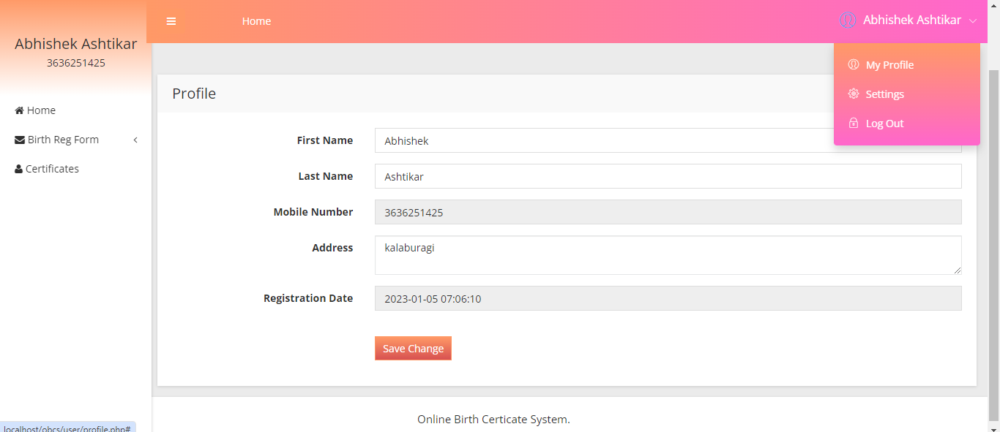 Home
Abhishek Ashtikar
Abhishek Ashtikar
3636251425
My Profile
Settings
Log Out
Home
Birth Reg Form
Certificates
Profile
First Name Abhishek
Last Name Ashtikar
Mobile Number 3636251425
Address kalaburagi
Registration Date 2023-01-05 07:06:10
Save Change
Online Birth Certicate System.
localhost/obcs/user/profile.php#